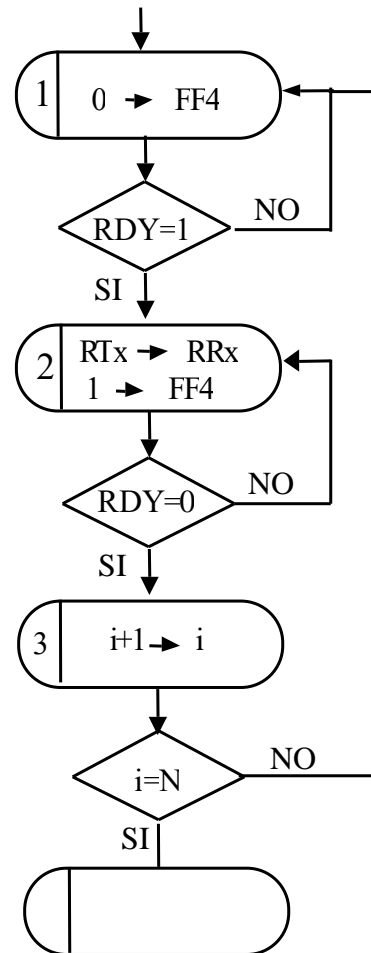 1
0 → FF4
RDY=1
NO
SI
2
RTx → RRx
1 → FF4
RDY=0
NO
SI
3
i+1 → i
i=N
NO
SI